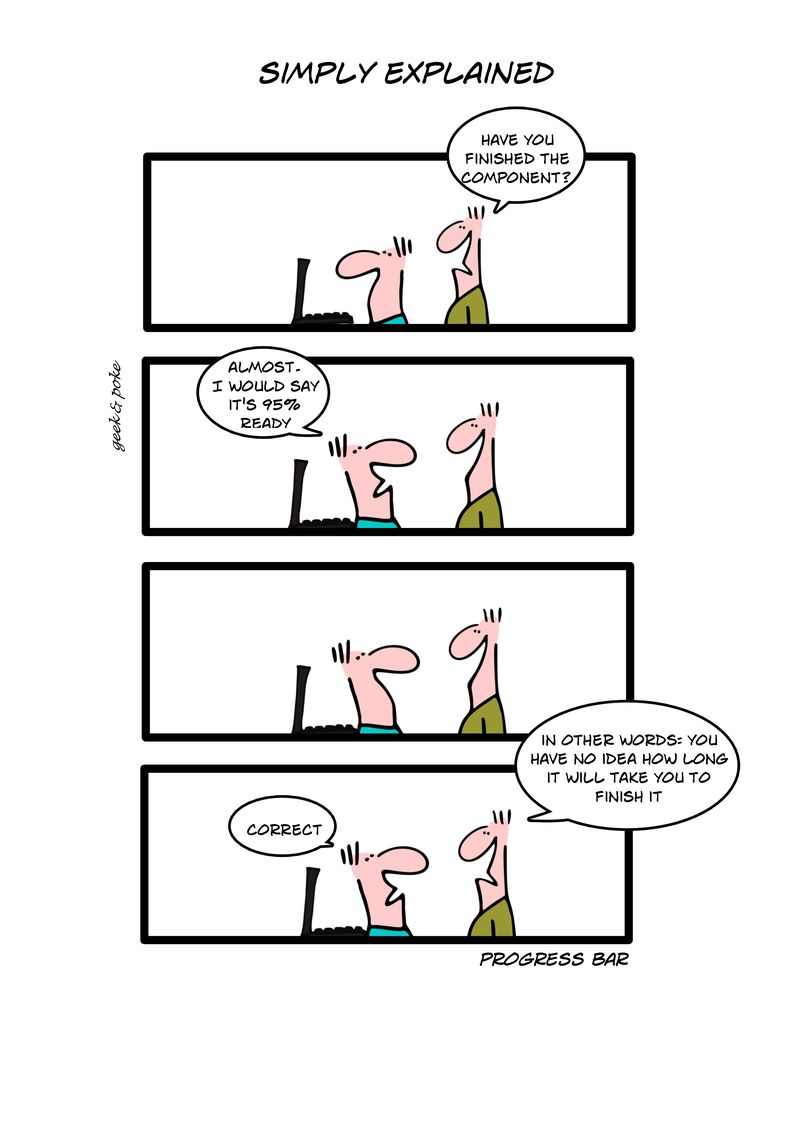 SIMPLY EXPLAINED
HAVE YOU
FINISHED THE
COMPONENT?
geek & poke
ALMOST.
I WOULD SAY
IT'S 95%
READY
IN OTHER WORDS: YOU
HAVE NO IDEA HOW LONG
IT WILL TAKE YOU TO
FINISH IT
CORRECT
PROGRESS BAR